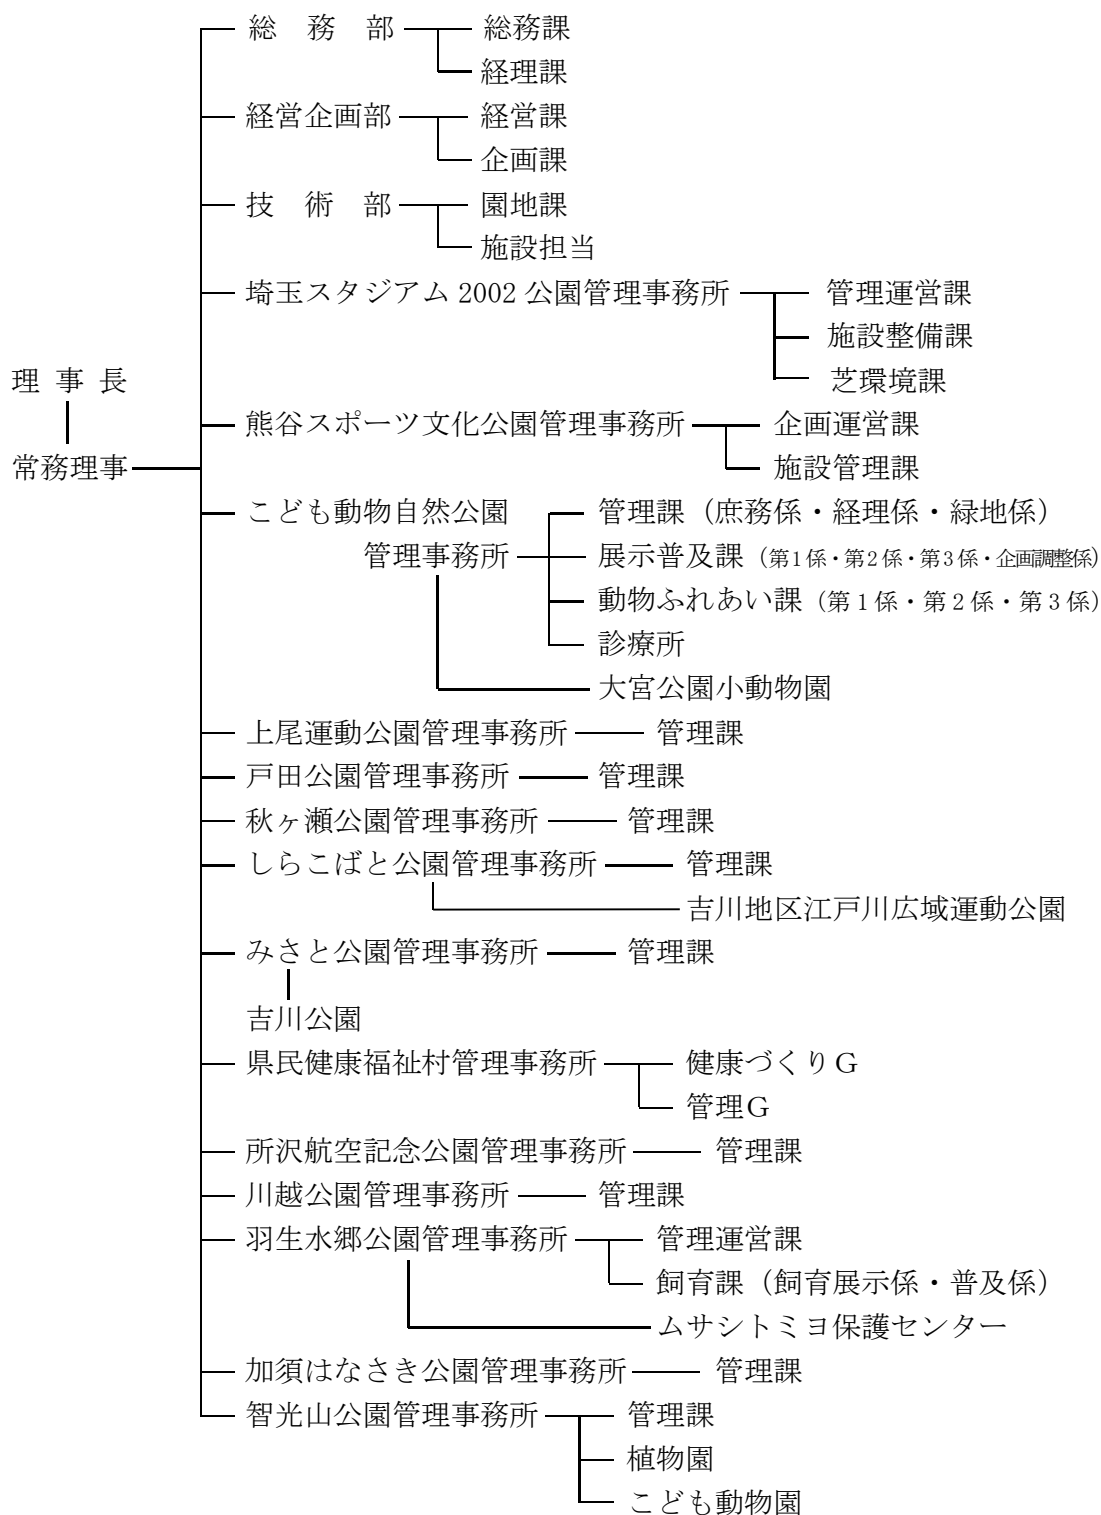 総　務　部　総務課
経理課
経営企画部　経営課
企画課
技　術　部　園地課
施設担当
埼玉スタジアム 2002 公園管理事務所　管理運営課
施設整備課
理 事 長　芝環境課
熊谷スポーツ文化公園管理事務所　企画運営課
常務理事　施設管理課
こども動物自然公園　管理課（庶務係・経理係・緑地係）
管理事務所　展示普及課（第1係・第2係・第3係・企画調整係）
動物ふれあい課（第１係・第２係・第３係）
診療所
大宮公園小動物園
上尾運動公園管理事務所　管理課
戸田公園管理事務所　管理課
秋ヶ瀬公園管理事務所　管理課
しらこばと公園管理事務所　管理課
吉川地区江戸川広域運動公園
みさと公園管理事務所　管理課
吉川公園
県民健康福祉村管理事務所　健康づくりＧ
管理Ｇ
所沢航空記念公園管理事務所　管理課
川越公園管理事務所　管理課
羽生水郷公園管理事務所　管理運営課
飼育課（飼育展示係・普及係）
ムサシトミヨ保護センター
加須はなさき公園管理事務所　管理課
智光山公園管理事務所　管理課
植物園
こども動物園